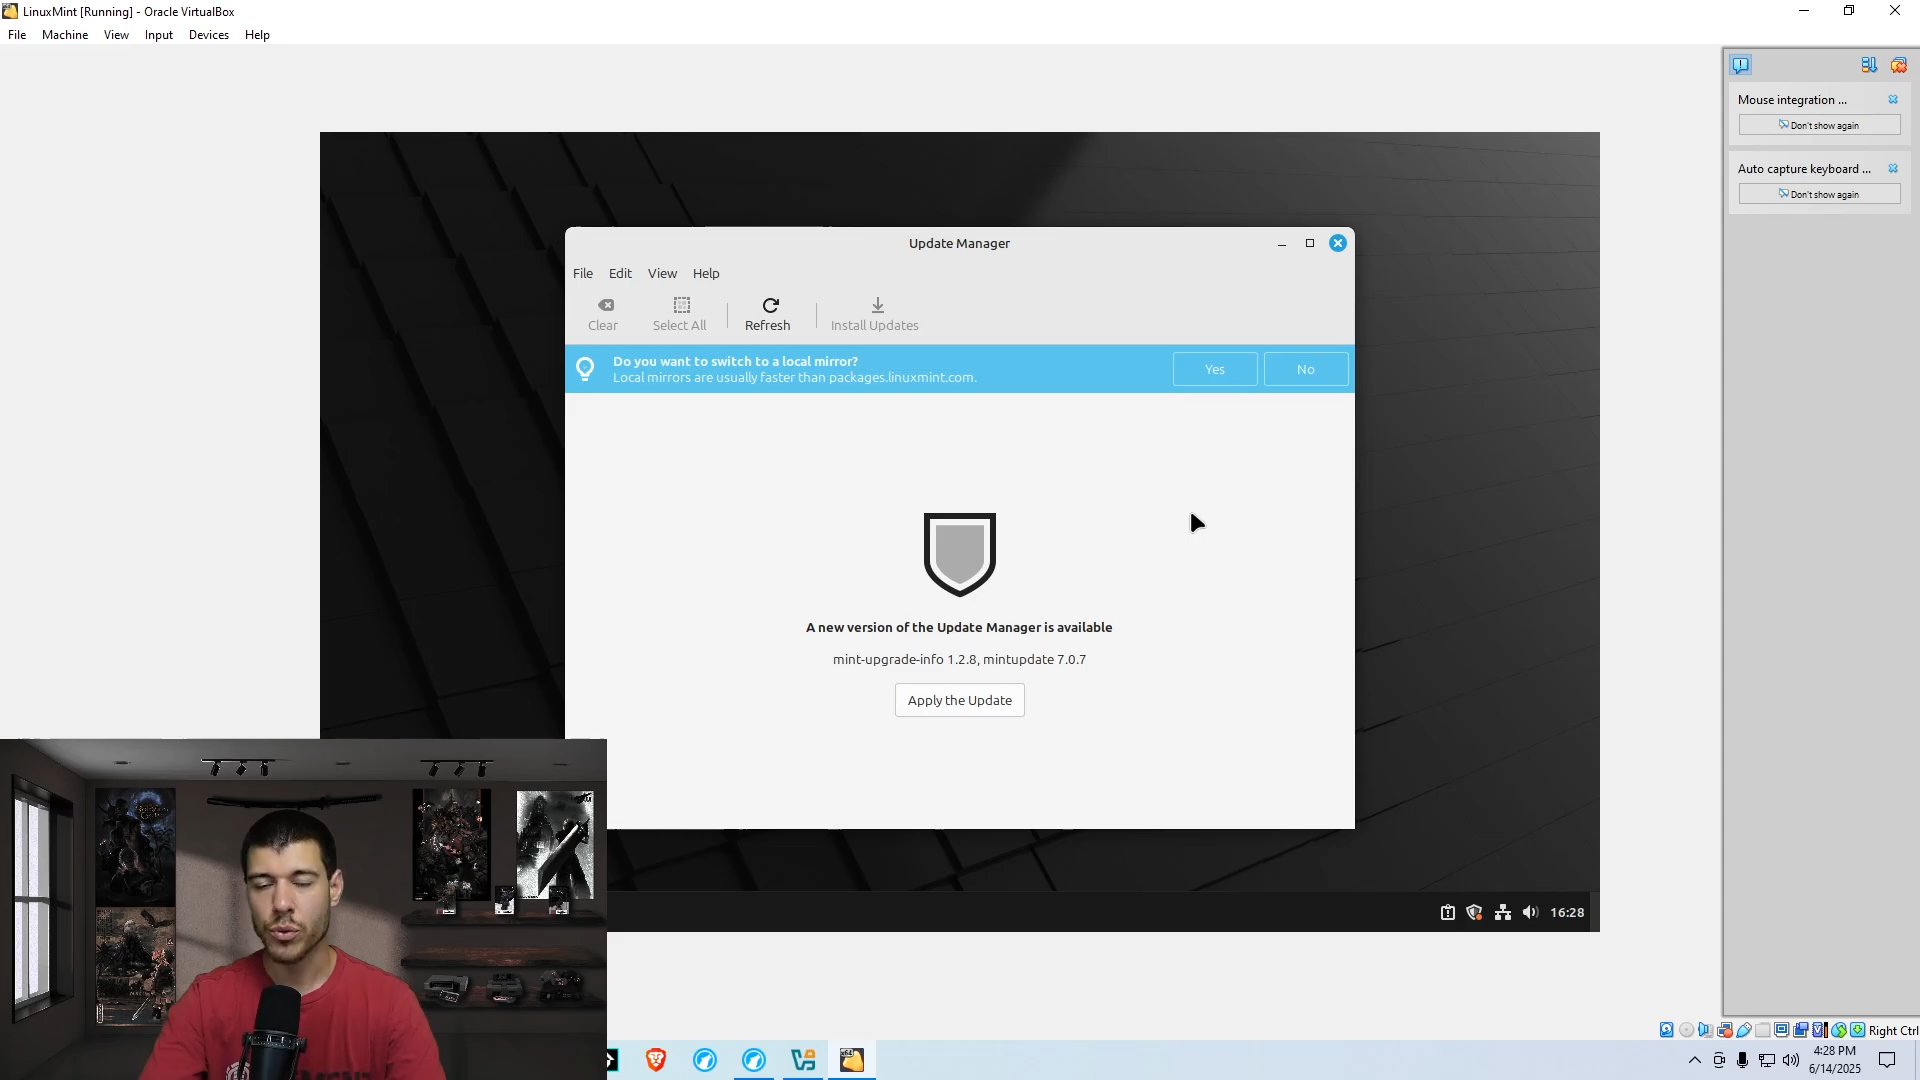 LinuxMint [Running] - Oracle VirtualBox
File Machine View Input Devices Help
Mouse integration ...
Don't show again
Auto capture keyboard ...
Don't show again
Update Manager
File Edit View Help
Clear Select All Refresh Install Updates
Do you want to switch to a local mirror?
Local mirrors are usually faster than packages.linuxmint.com.
Yes No
A new version of the Update Manager is available
mint-upgrade-info 1.2.8, mintupdate 7.0.7
Apply the Update
16:28
Right Ctrl
x64
4:28 PM
6/14/2025